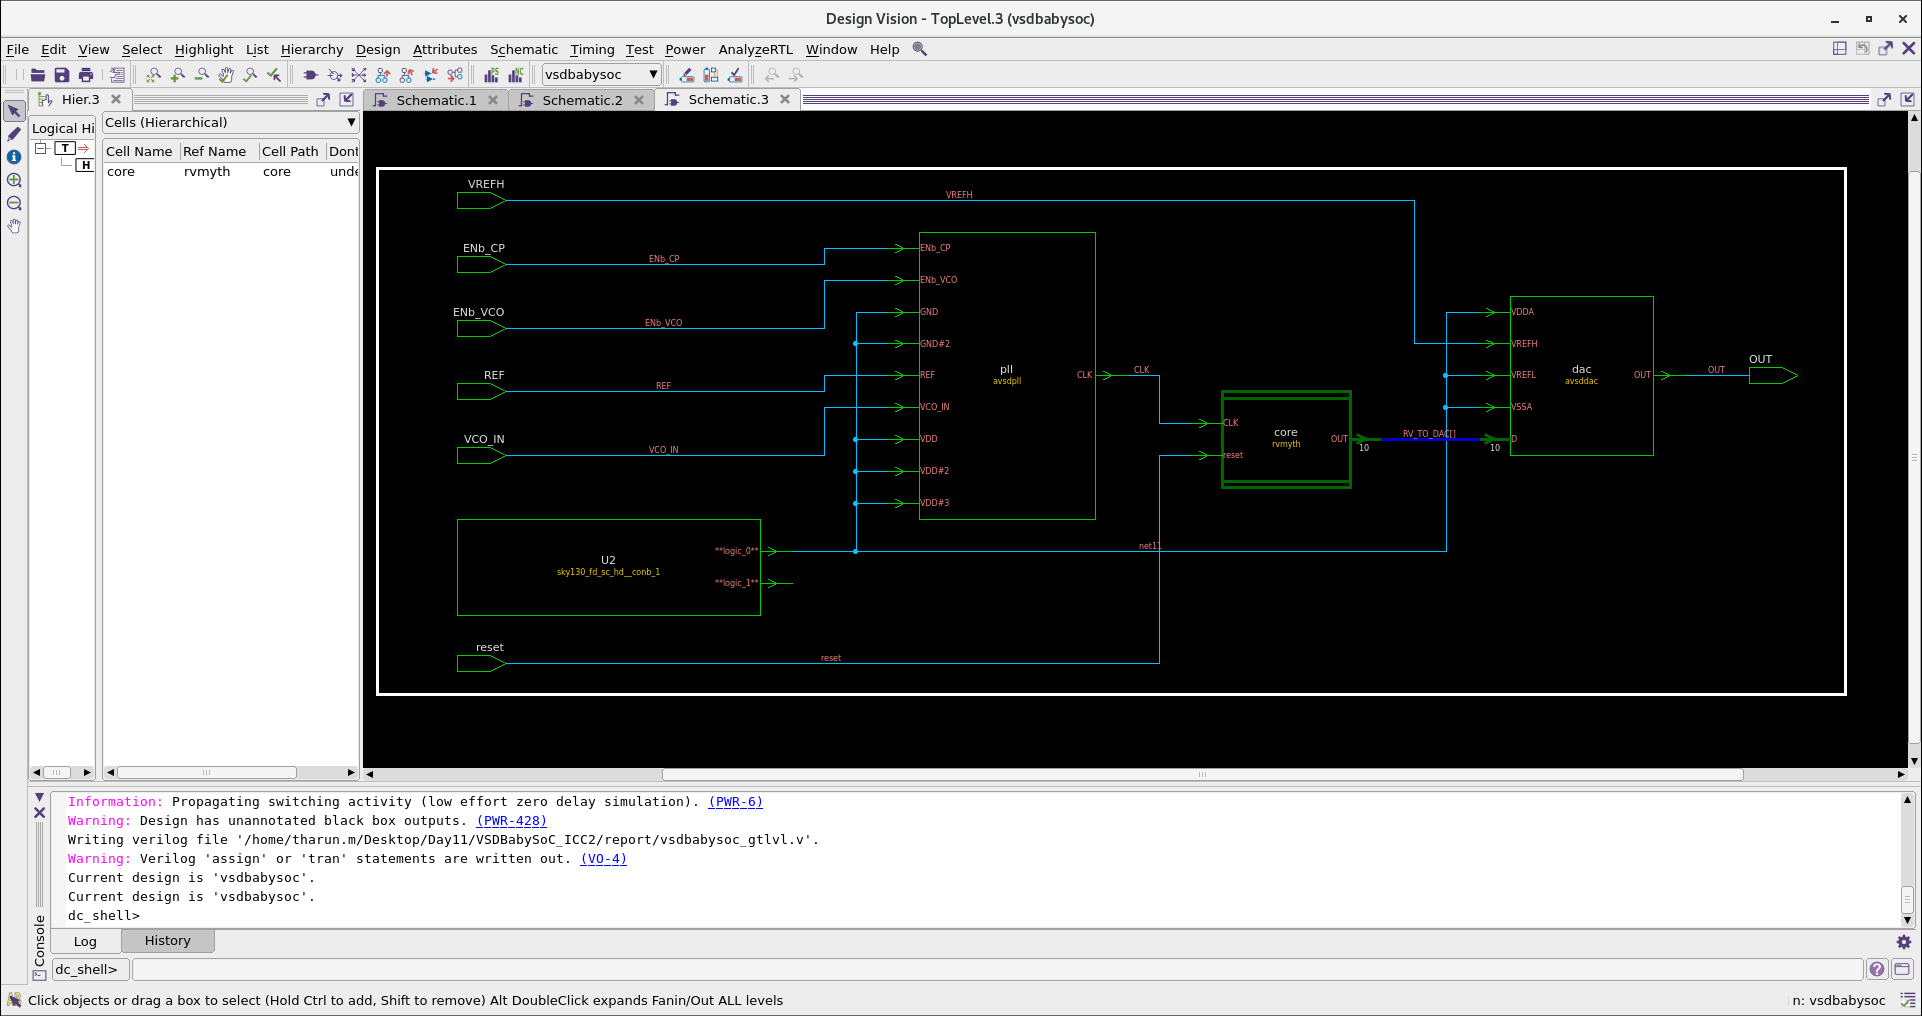 Design Vision - TopLevel.3 (vsdbabysoc)
File Edit View Select Highlight List Hierarchy Design Attributes Schematic Timing Test Power AnalyzeRTL Window Help
vsdbabysoc
Hier.3
Schematic.1 Schematic.2 Schematic.3
Logical Hi
T
H
Cells (Hierarchical)
Cell Name Ref Name Cell Path Dont
core rvmyth core unde
VREFH
VREFH
ENb_CP
ENb_CP
ENb_CP
ENb_VCO
ENb_VCO
ENb_VCO
GND
GND#2
REF
REF
REF
VCO_IN
VCO_IN
VCO_IN
VDD
VDD#2
VDD#3
pll
avsdpll
CLK
CLK
CLK
reset
core
rvmyth
OUT
10
RV_TO_DAC[]
10
VDDA
VREFH
VREFL
VSSA
D
dac
avsddac
OUT
OUT
OUT
U2
sky130_fd_sc_hd__conb_1
**logic_0**
**logic_1**
net11
reset
reset
Information: Propagating switching activity (low effort zero delay simulation). (PWR-6)
Warning: Design has unannotated black box outputs. (PWR-428)
Writing verilog file '/home/tharun.m/Desktop/Day11/VSDBabySoC_ICC2/report/vsdbabysoc_gtlvl.v'.
Warning: Verilog 'assign' or 'tran' statements are written out. (VO-4)
Current design is 'vsdbabysoc'.
Current design is 'vsdbabysoc'.
dc_shell>
Console
Log History
dc_shell>
Click objects or drag a box to select (Hold Ctrl to add, Shift to remove) Alt DoubleClick expands Fanin/Out ALL levels
n: vsdbabysoc